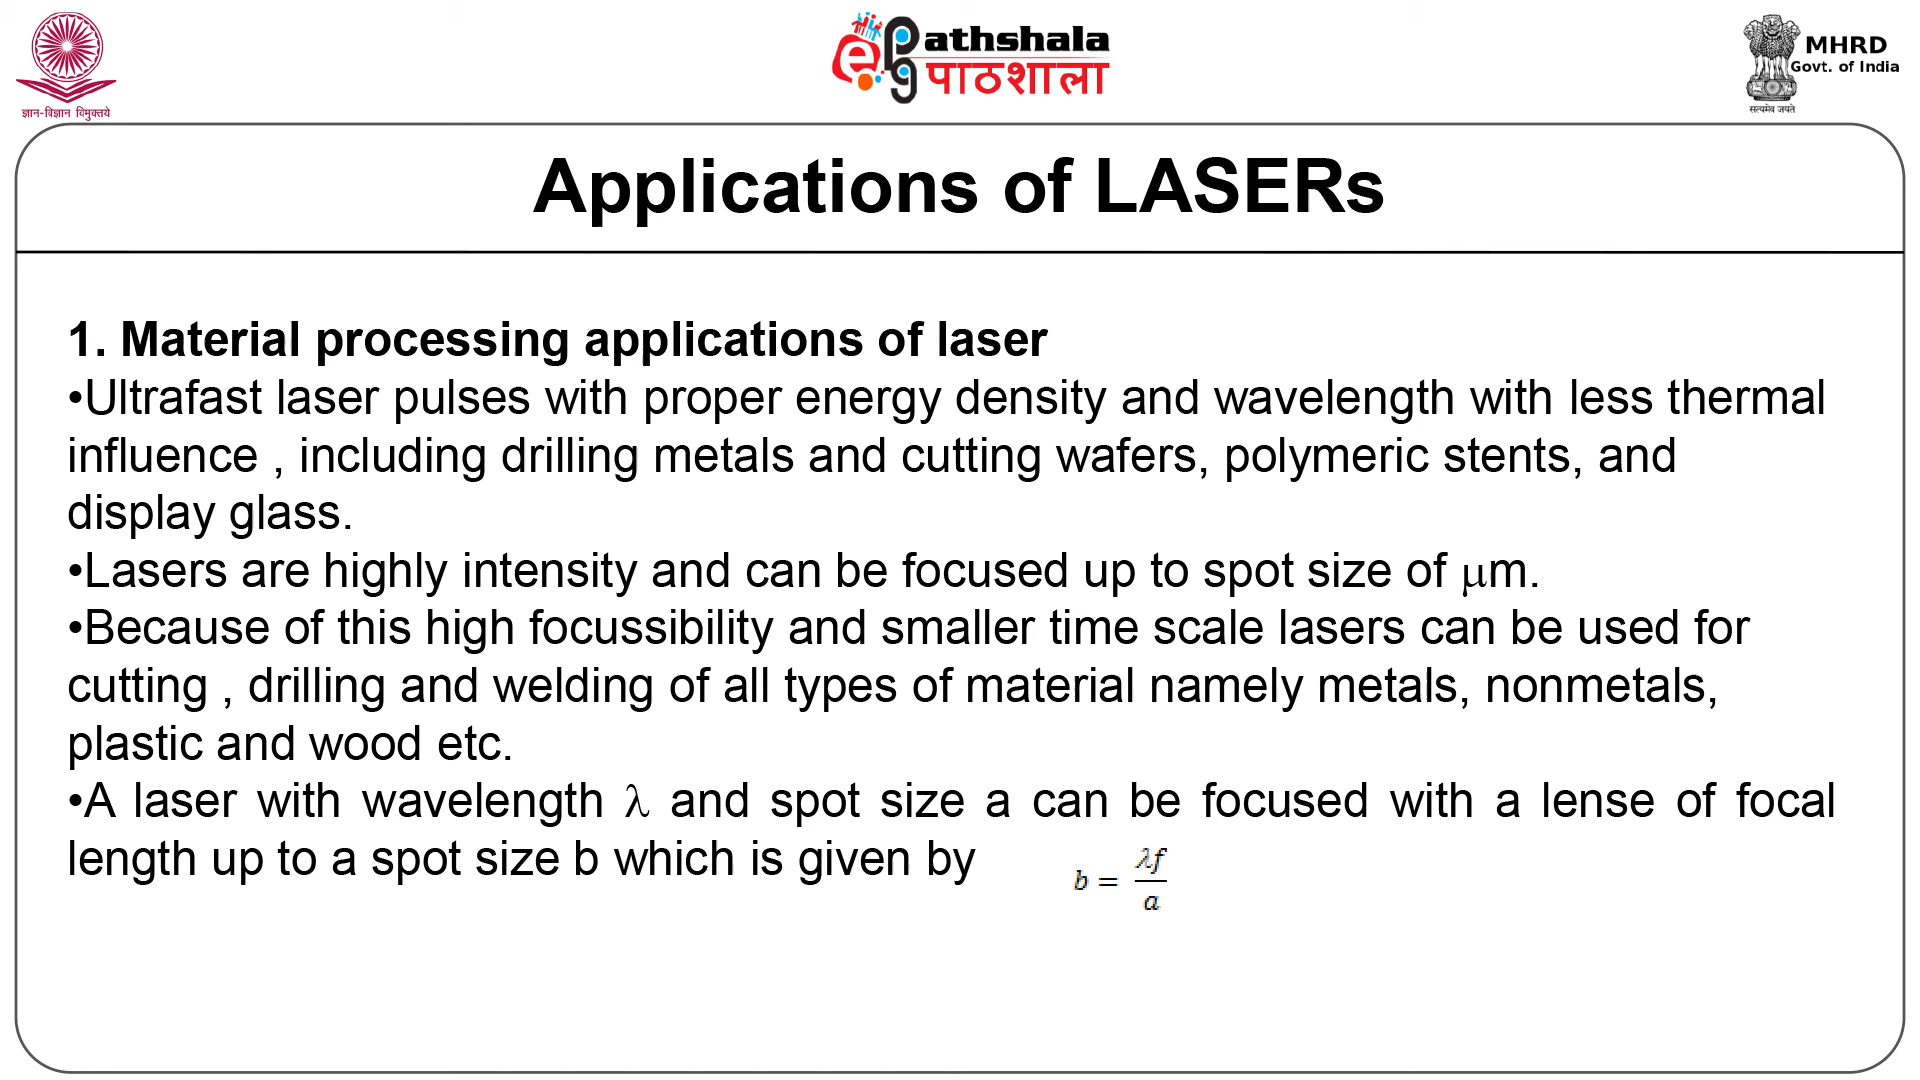 ज्ञान-विज्ञान विमुक्तये
ePG athshala
पाठशाला
MHRD
Govt. of India
सत्यमेव जयते
Applications of LASERs
1. Material processing applications of laser
•Ultrafast laser pulses with proper energy density and wavelength with less thermal
influence , including drilling metals and cutting wafers, polymeric stents, and
display glass.
•Lasers are highly intensity and can be focused up to spot size of μm.
•Because of this high focussibility and smaller time scale lasers can be used for
cutting , drilling and welding of all types of material namely metals, nonmetals,
plastic and wood etc.
•A laser with wavelength λ and spot size a can be focused with a lense of focal
length up to a spot size b which is given by b = λf/a